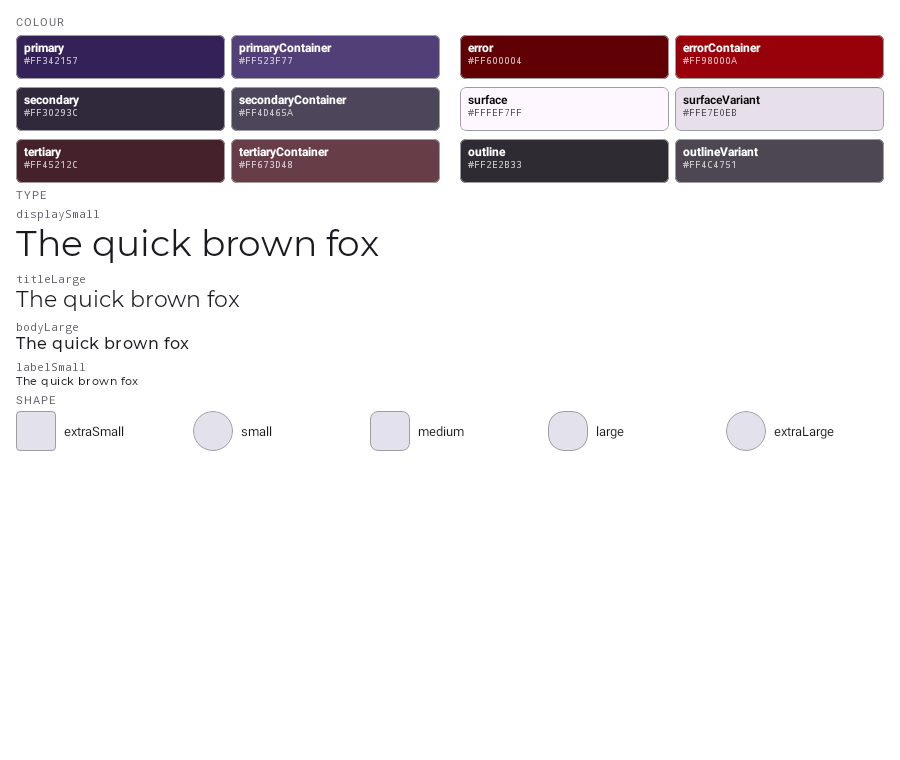 COLOUR
primary
#FF342157
primaryContainer
#FF523F77
error
#FF600004
errorContainer
#FF98000A
secondary
#FF30293C
secondaryContainer
#FF4D465A
surface
#FFFEF7FF
surfaceVariant
#FFE7E0EB
tertiary
#FF45212C
tertiaryContainer
#FF673D48
outline
#FF2E2B33
outlineVariant
#FF4C4751
TYPE
displaySmall
The quick brown fox
titleLarge
The quick brown fox
bodyLarge
The quick brown fox
labelSmall
The quick brown fox
SHAPE
extraSmall
small
medium
large
extraLarge